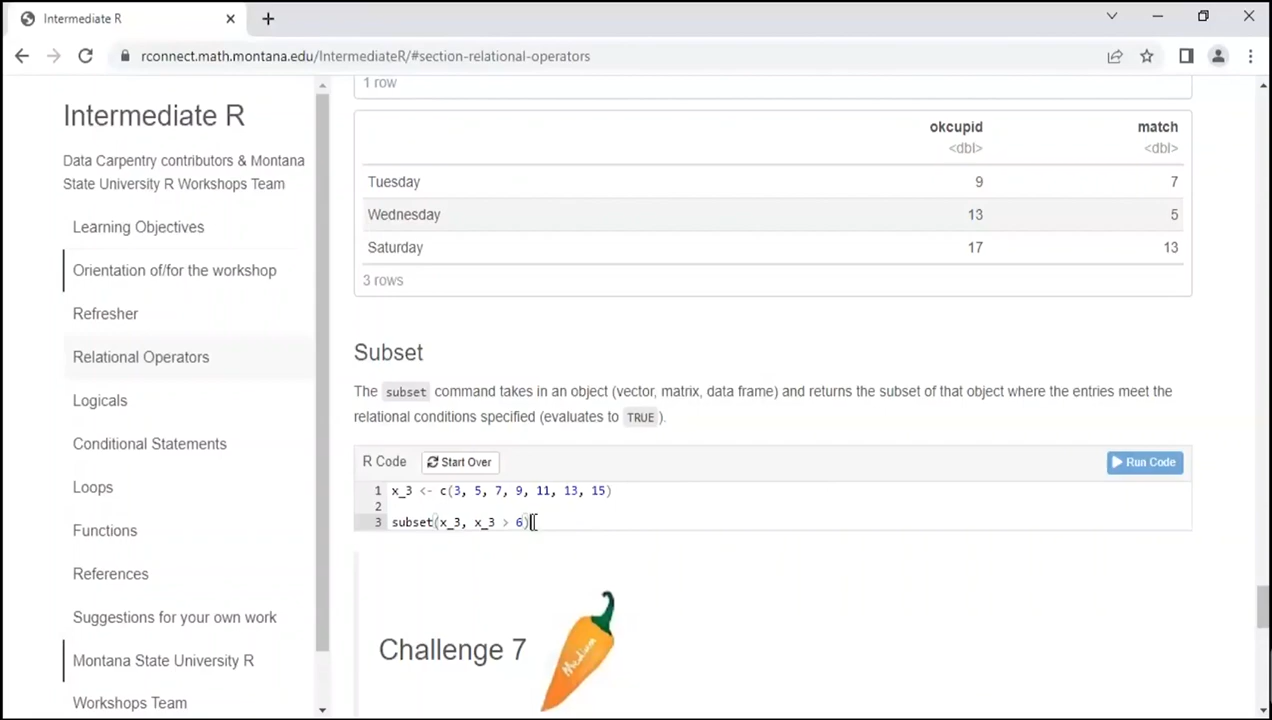 Intermediate R
rconnect.math.montana.edu/IntermediateR/#section-relational-operators
Intermediate R
Data Carpentry contributors & Montana
State University R Workshops Team
Learning Objectives
Orientation of/for the workshop
Refresher
Relational Operators
Logicals
Conditional Statements
Loops
Functions
References
Suggestions for your own work
Montana State University R
Workshops Team
1 row
okcupid match
<dbl> <dbl>
Tuesday 9 7
Wednesday 13 5
Saturday 17 13
3 rows
Subset
The subset command takes in an object (vector, matrix, data frame) and returns the subset of that object where the entries meet the
relational conditions specified (evaluates to TRUE ).
R Code Start Over Run Code
1 x_3 <- c(3, 5, 7, 9, 11, 13, 15)
2
3 subset(x_3, x_3 > 6)
Challenge 7
Medium